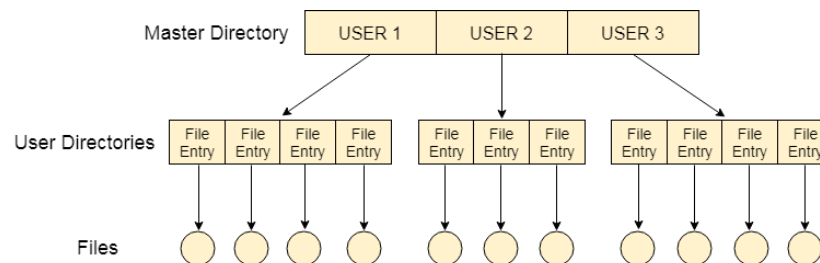 Master Directory
USER 1
USER 2
USER 3
User Directories
File
Entry
File
Entry
File
Entry
File
Entry
File
Entry
File
Entry
File
Entry
File
Entry
File
Entry
File
Entry
File
Entry
Files